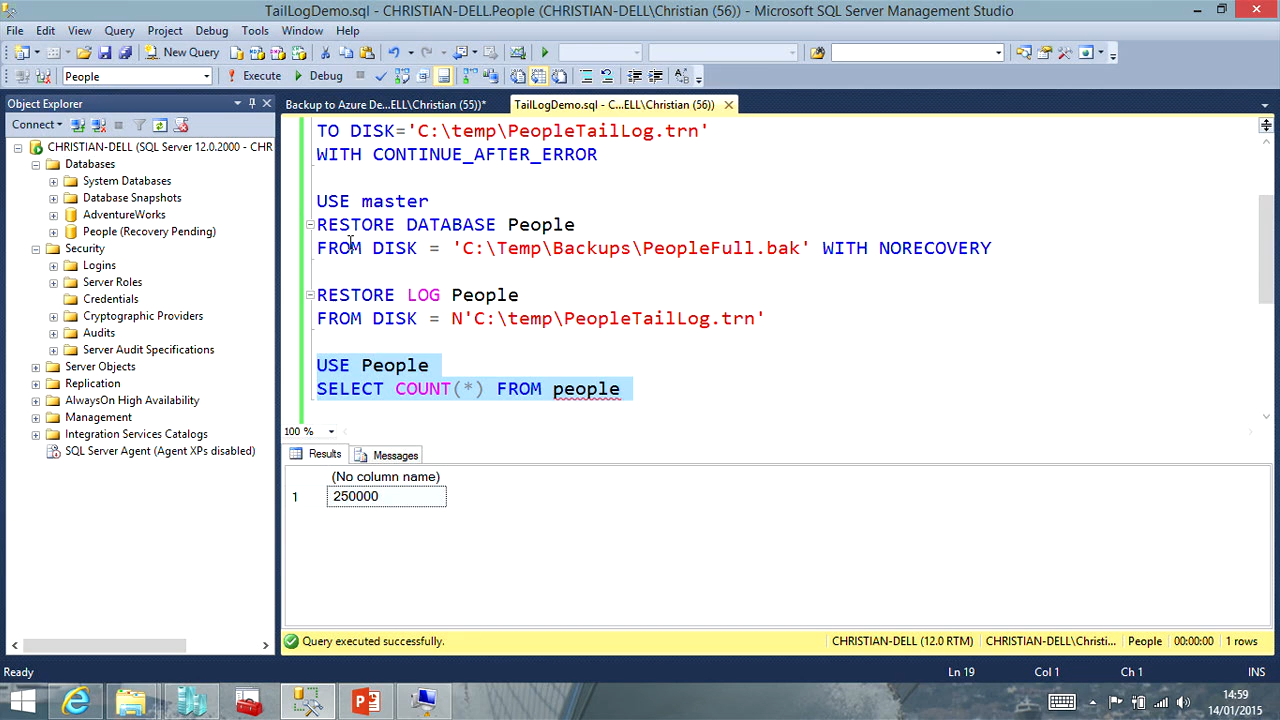 TailLogDemo.sql - CHRISTIAN-DELL.People (CHRISTIAN-DELL\Christian (56)) - Microsoft SQL Server Management Studio
File Edit View Query Project Debug Tools Window Help
New Query
People
Execute
Debug
Object Explorer
Backup to Azure De...ELL\Christian (55))*
TailLogDemo.sql - C...ELL\Christian (56))
Connect
CHRISTIAN-DELL (SQL Server 12.0.2000 - CHR
Databases
System Databases
Database Snapshots
AdventureWorks
People (Recovery Pending)
Security
Logins
Server Roles
Credentials
Cryptographic Providers
Audits
Server Audit Specifications
Server Objects
Replication
AlwaysOn High Availability
Management
Integration Services Catalogs
SQL Server Agent (Agent XPs disabled)
TO DISK='C:\temp\PeopleTailLog.trn'
WITH CONTINUE_AFTER_ERROR
USE master
RESTORE DATABASE People
FROM DISK = 'C:\Temp\Backups\PeopleFull.bak' WITH NORECOVERY
RESTORE LOG People
FROM DISK = N'C:\temp\PeopleTailLog.trn'
USE People
SELECT COUNT(*) FROM people
100 %
Results
Messages
(No column name)
1 250000
Query executed successfully.
CHRISTIAN-DELL (12.0 RTM)
CHRISTIAN-DELL\Christi...
People
00:00:00
1 rows
Ready
Ln 19
Col 1
Ch 1
INS
14:59
14/01/2015